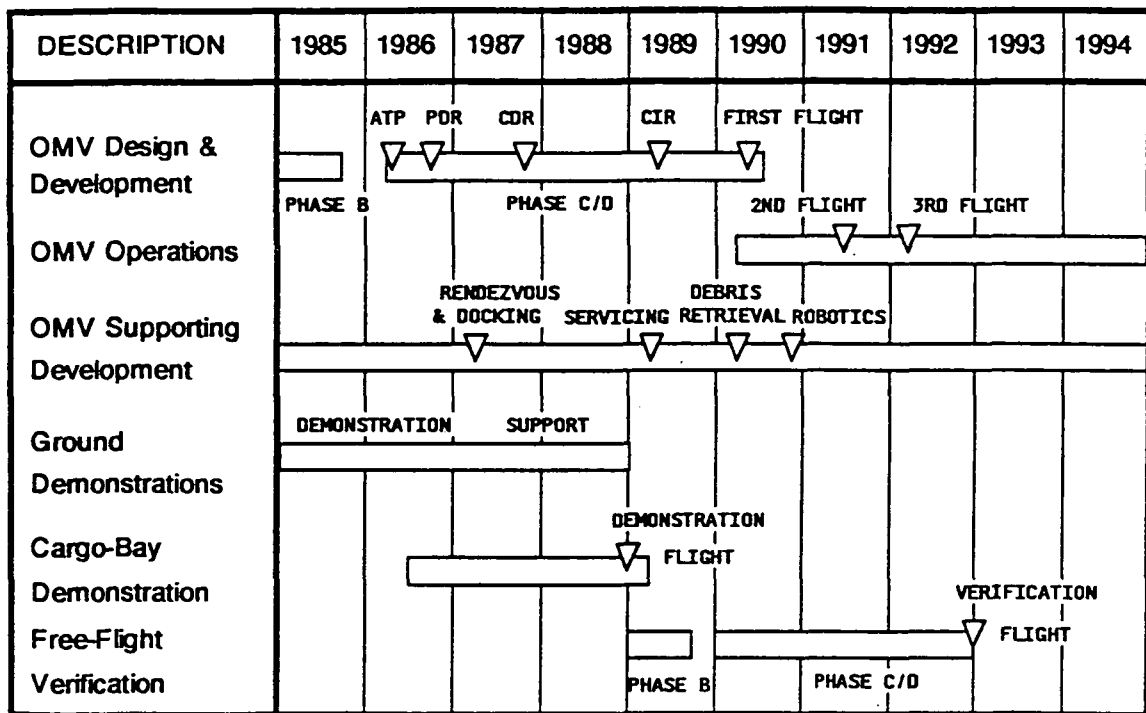 DESCRIPTION 1985 1986 1987 1988 1989 1990 1991 1992 1993 1994
ATP PDR CDR CIR FIRST FLIGHT
OMV Design &
Development
PHASE B PHASE C/D
2ND FLIGHT 3RD FLIGHT
OMV Operations
RENDEZVOUS DEBRIS
& DOCKING SERVICING RETRIEVAL ROBOTICS
OMV Supporting
Development
DEMONSTRATION SUPPORT
Ground
Demonstrations
DEMONSTRATION
Cargo-Bay
FLIGHT
Demonstration
VERIFICATION
Free-Flight
FLIGHT
Verification
PHASE B PHASE C/D